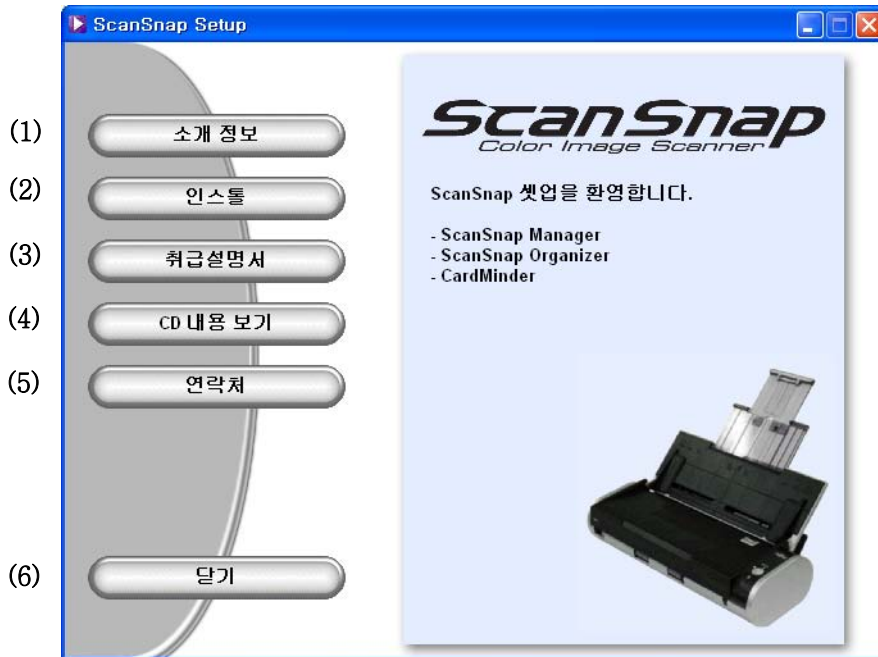 ScanSnap Setup
(1) 소개 정보
(2) 인스톨
(3) 취급설명서
(4) CD 내용 보기
(5) 연락처
(6) 닫기
ScanSnap
Color Image Scanner
ScanSnap 셋업을 환영합니다.
- ScanSnap Manager
- ScanSnap Organizer
- CardMinder